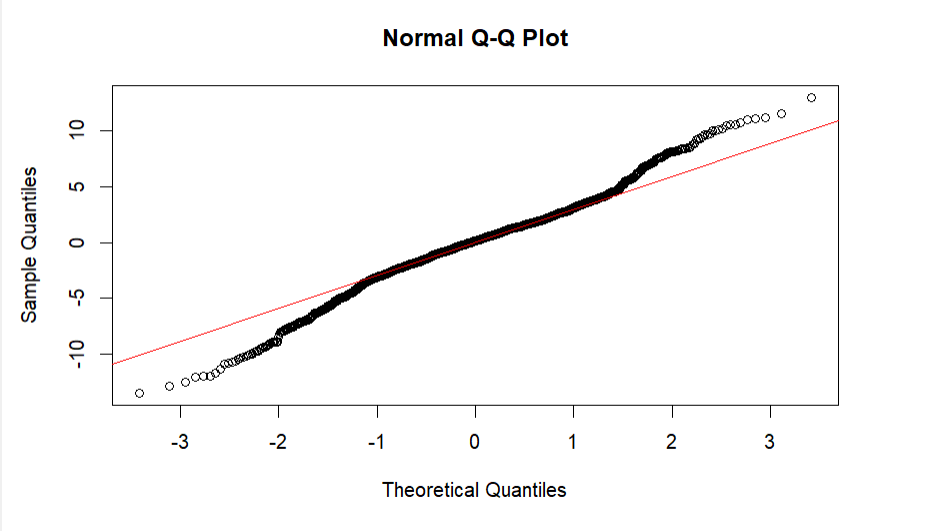 Normal Q-Q Plot
Sample Quantiles
10
5
0
-5
-10
-3 -2 -1 0 1 2 3
Theoretical Quantiles